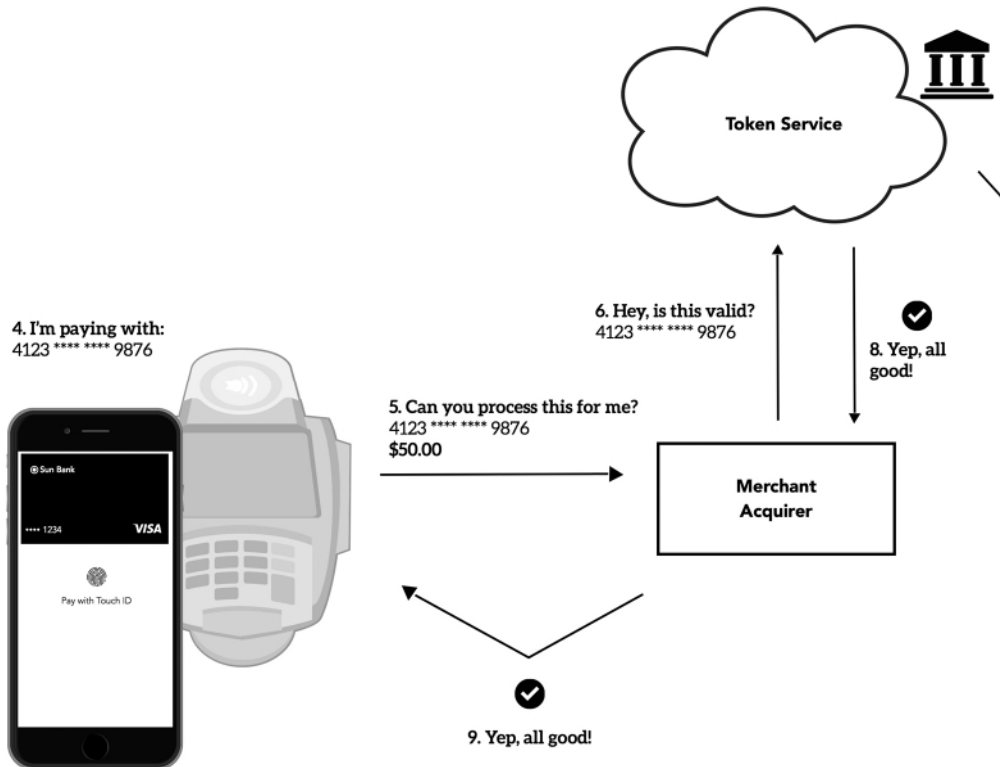 Token Service
6. Hey, is this valid?
4123 **** **** 9876
8. Yep, all
good!
4. I'm paying with:
4123 **** **** 9876
5. Can you process this for me?
4123 **** **** 9876
$50.00
Merchant
Acquirer
Sun Bank
•••• 1234
VISA
Pay with Touch ID
9. Yep, all good!